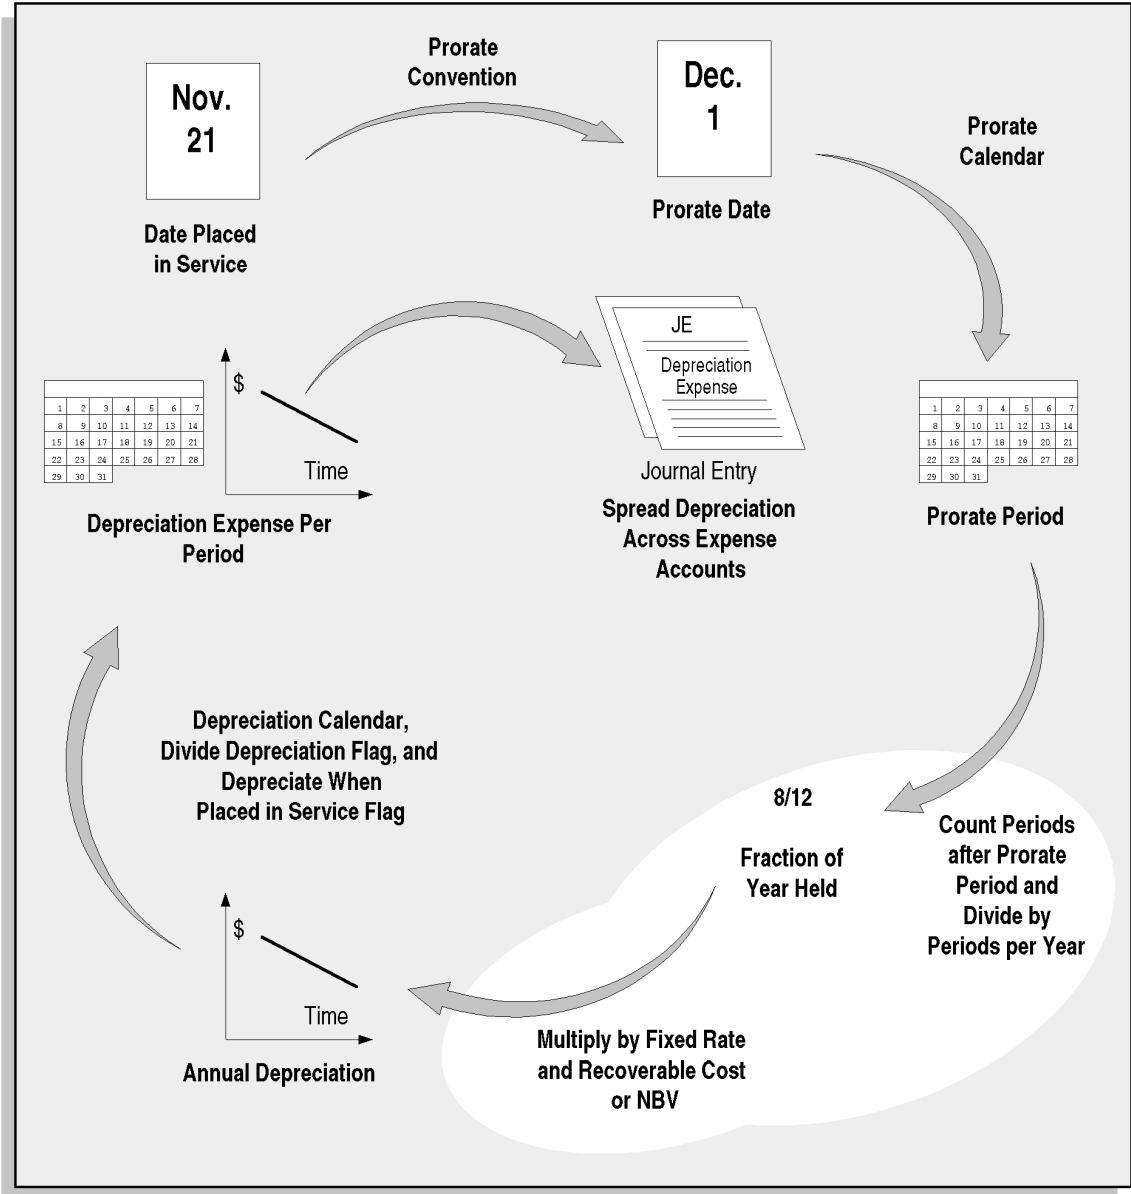 Nov.
21
Date Placed
in Service
Prorate
Convention
Dec.
1
Prorate Date
Prorate
Calendar
1 2 3 4 5 6 7
8 9 10 11 12 13 14
15 16 17 18 19 20 21
22 23 24 25 26 27 28
29 30 31
Prorate Period
Count Periods
after Prorate
Period and
Divide by
Periods per Year
8/12
Fraction of
Year Held
Multiply by Fixed Rate
and Recoverable Cost
or NBV
$
Time
Annual Depreciation
Depreciation Calendar,
Divide Depreciation Flag, and
Depreciate When
Placed in Service Flag
1 2 3 4 5 6 7
8 9 10 11 12 13 14
15 16 17 18 19 20 21
22 23 24 25 26 27 28
29 30 31
$
Time
Depreciation Expense Per
Period
JE
Depreciation
Expense
Journal Entry
Spread Depreciation
Across Expense
Accounts